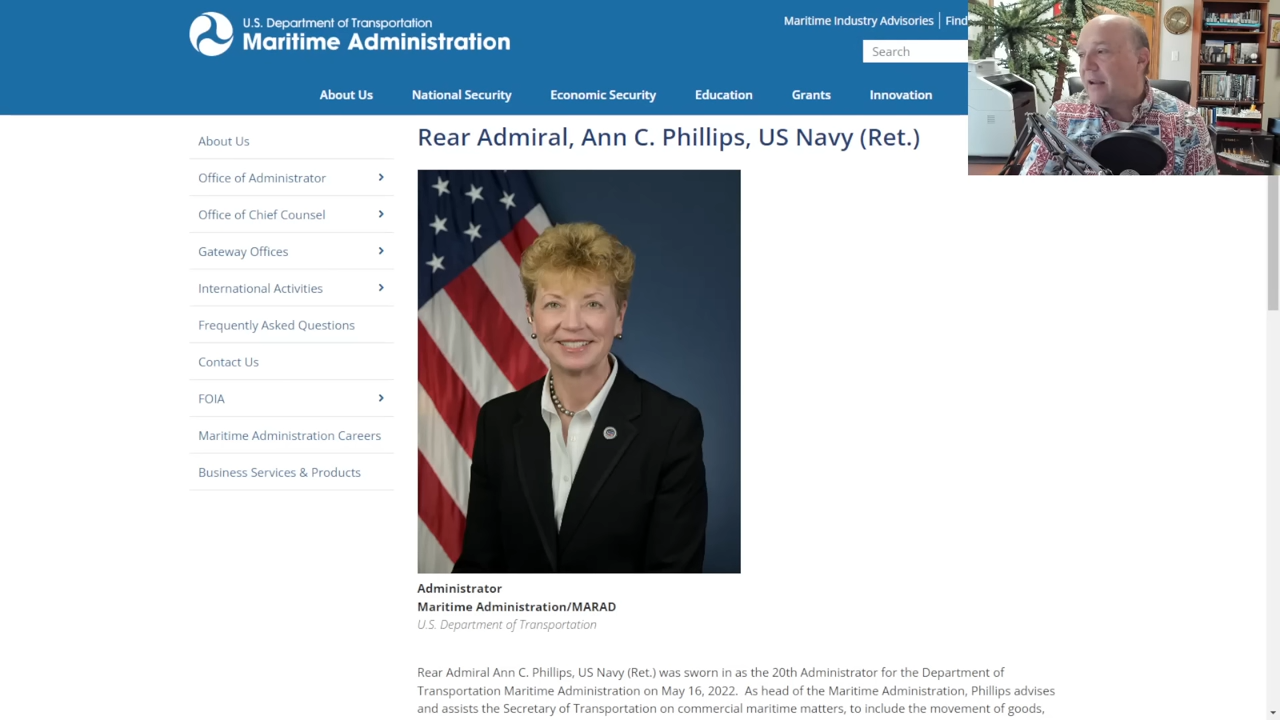 U.S. Department of Transportation
Maritime Administration
Maritime Industry Advisories
Find
Search
About Us
National Security
Economic Security
Education
Grants
Innovation
About Us
Office of Administrator
Office of Chief Counsel
Gateway Offices
International Activities
Frequently Asked Questions
Contact Us
FOIA
Maritime Administration Careers
Business Services & Products
Rear Admiral, Ann C. Phillips, US Navy (Ret.)
Administrator
Maritime Administration/MARAD
U.S. Department of Transportation
Rear Admiral Ann C. Phillips, US Navy (Ret.) was sworn in as the 20th Administrator for the Department of
Transportation Maritime Administration on May 16, 2022. As head of the Maritime Administration, Phillips advises
and assists the Secretary of Transportation on commercial maritime matters, to include the movement of goods,